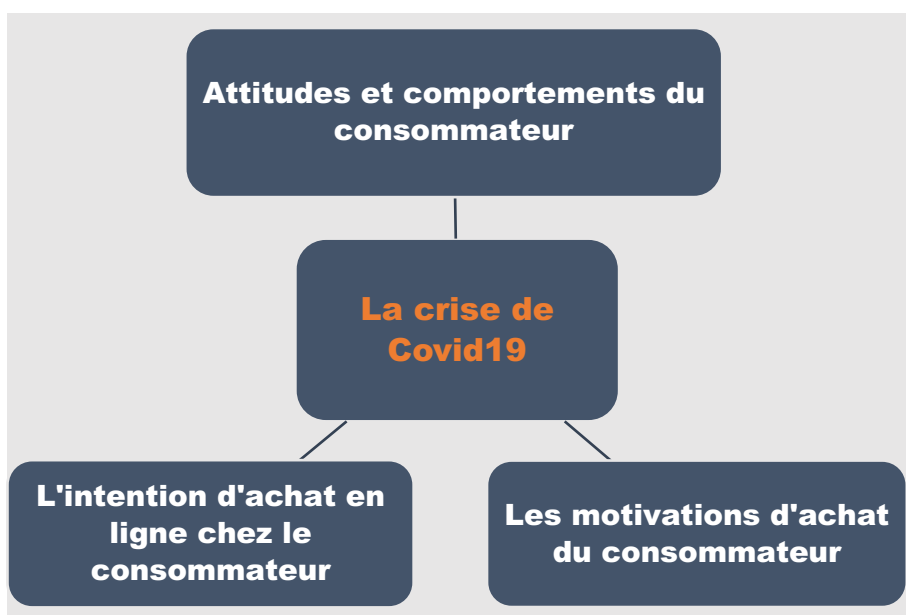 Attitudes et comportements du
consommateur
La crise de
Covid19
L'intention d'achat en
ligne chez le
consommateur
Les motivations d'achat
du consommateur